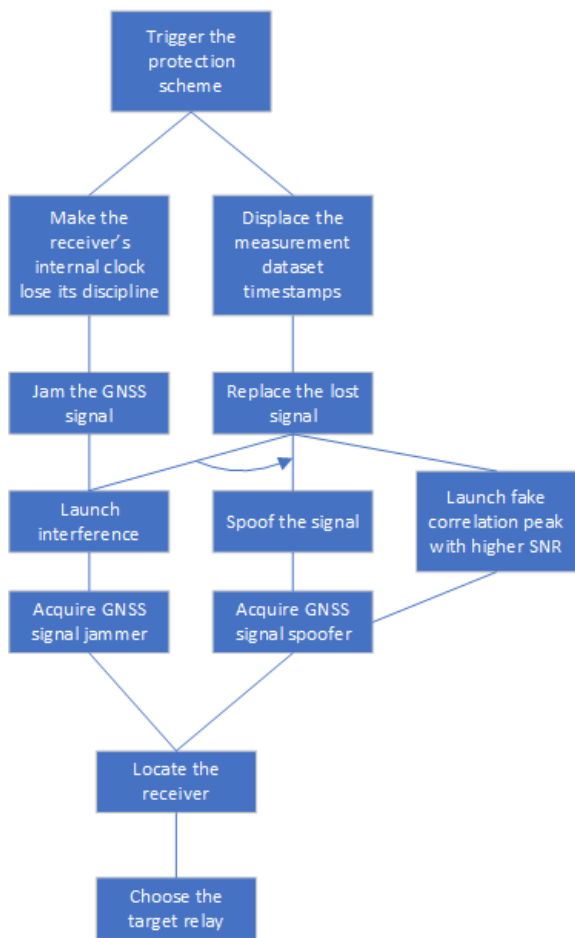 Trigger the
protection
scheme
Make the
receiver's
internal clock
lose its discipline
Displace the
measurement
dataset
timestamps
Jam the GNSS
signal
Replace the lost
signal
Launch
interference
Spoof the signal
Launch fake
correlation peak
with higher SNR
Acquire GNSS
signal jammer
Acquire GNSS
signal spoofer
Locate the
receiver
Choose the
target relay